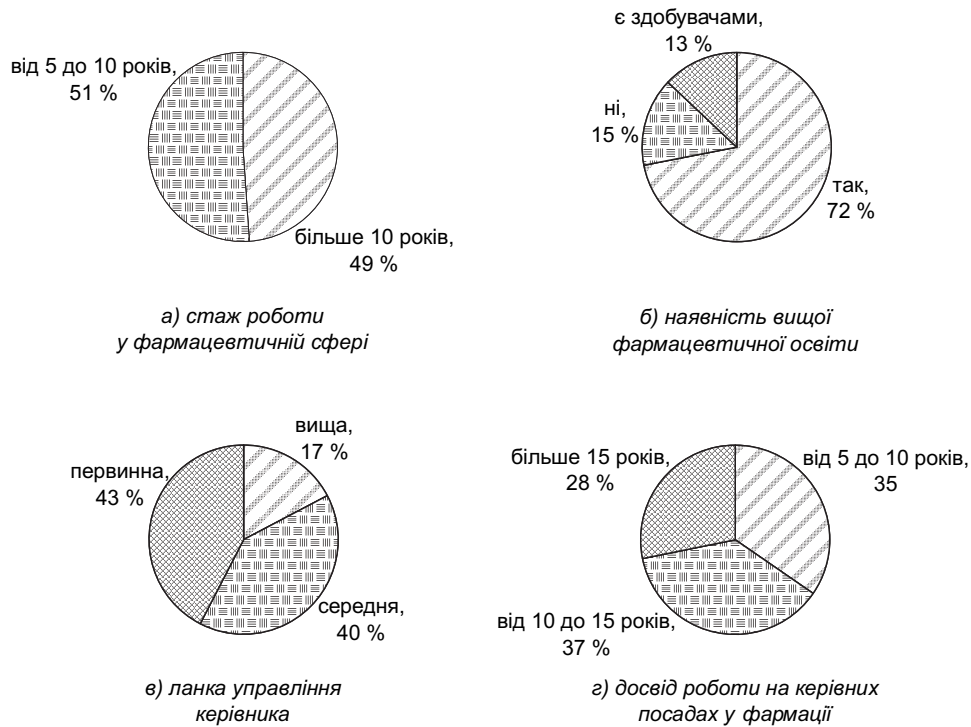 від 5 до 10 років,
51 %
більше 10 років,
49 %
а) стаж роботи
у фармацевтичній сфері
є здобувачами,
13 %
ні,
15 %
так,
72 %
б) наявність вищої
фармацевтичної освіти
вища,
17 %
первинна,
43 %
середня,
40 %
в) ланка управління
керівника
більше 15 років,
28 %
від 5 до 10 років,
35
від 10 до 15 років,
37 %
г) досвід роботи на керівних
посадах у фармації